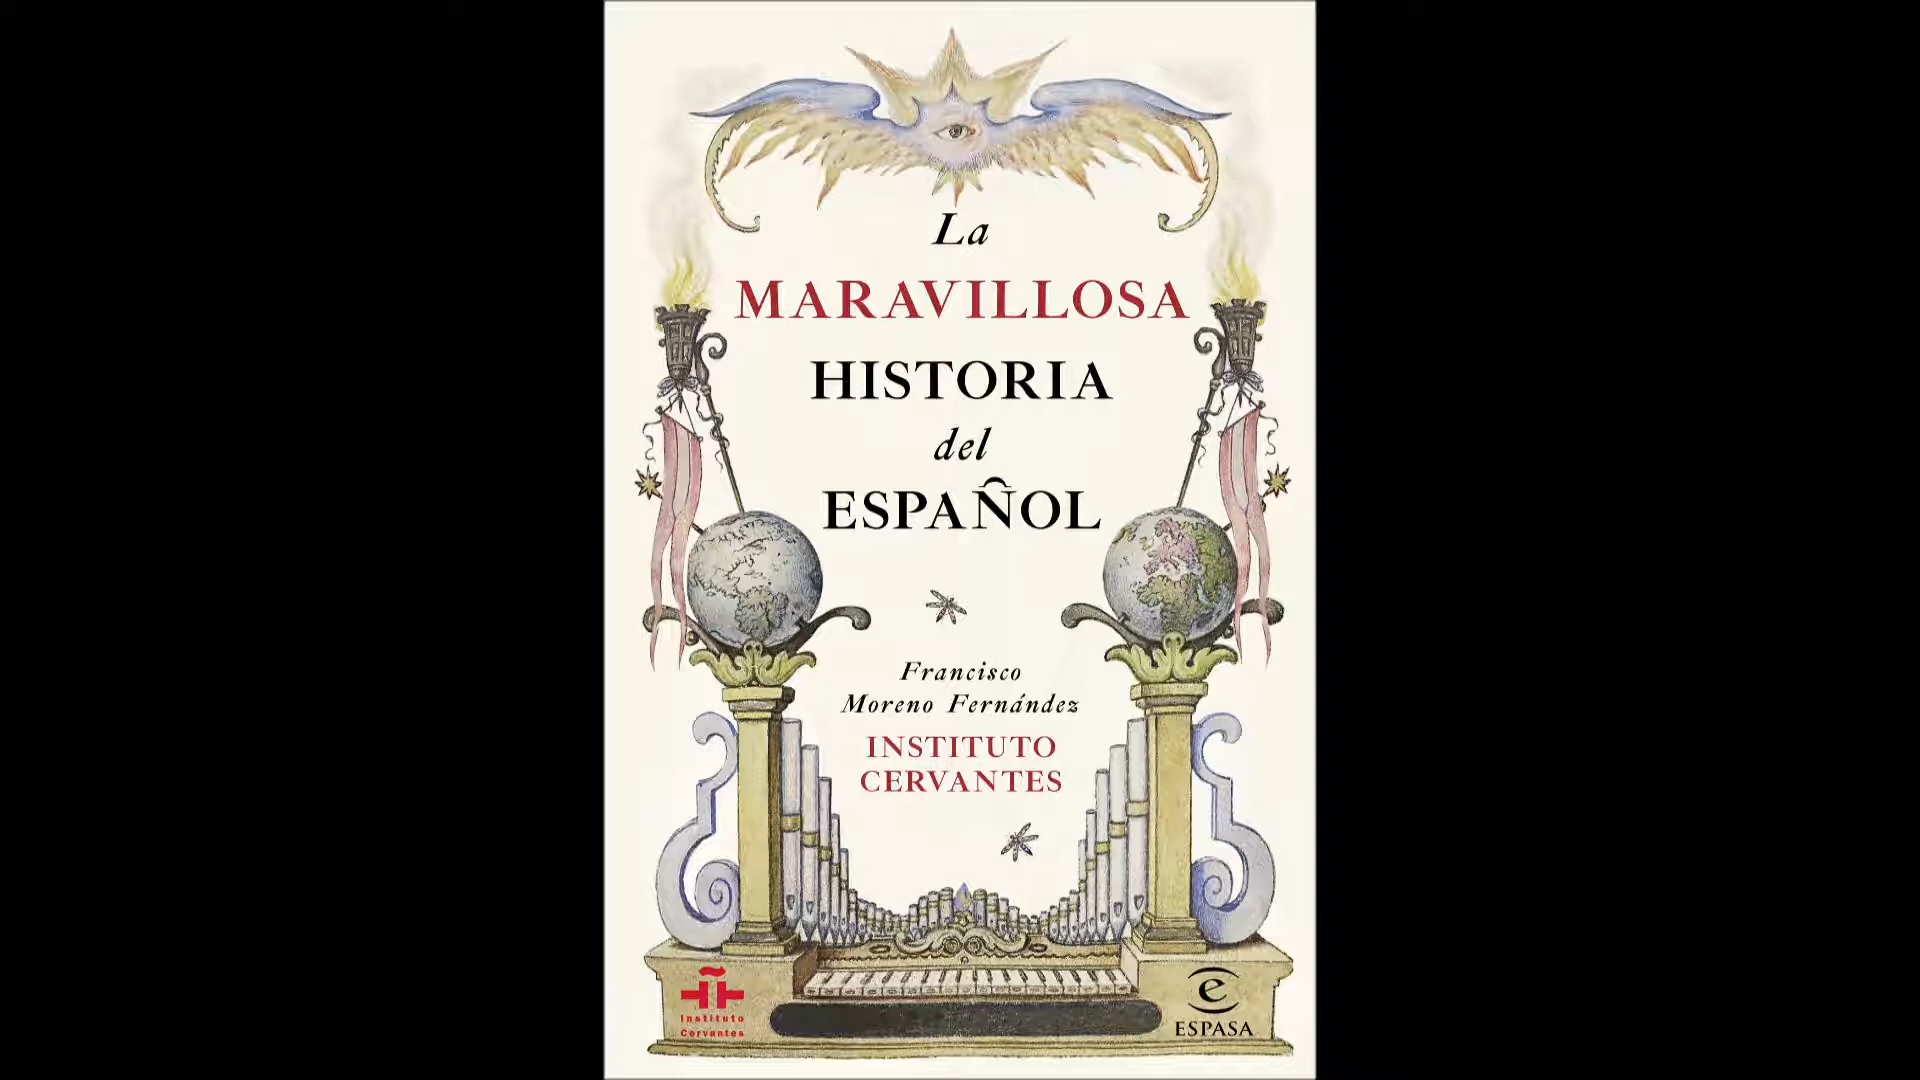 La
MARAVILLOSA
HISTORIA
del
ESPAÑOL
Francisco
Moreno Fernández
INSTITUTO
CERVANTES
Instituto
Cervantes
e
ESPASA